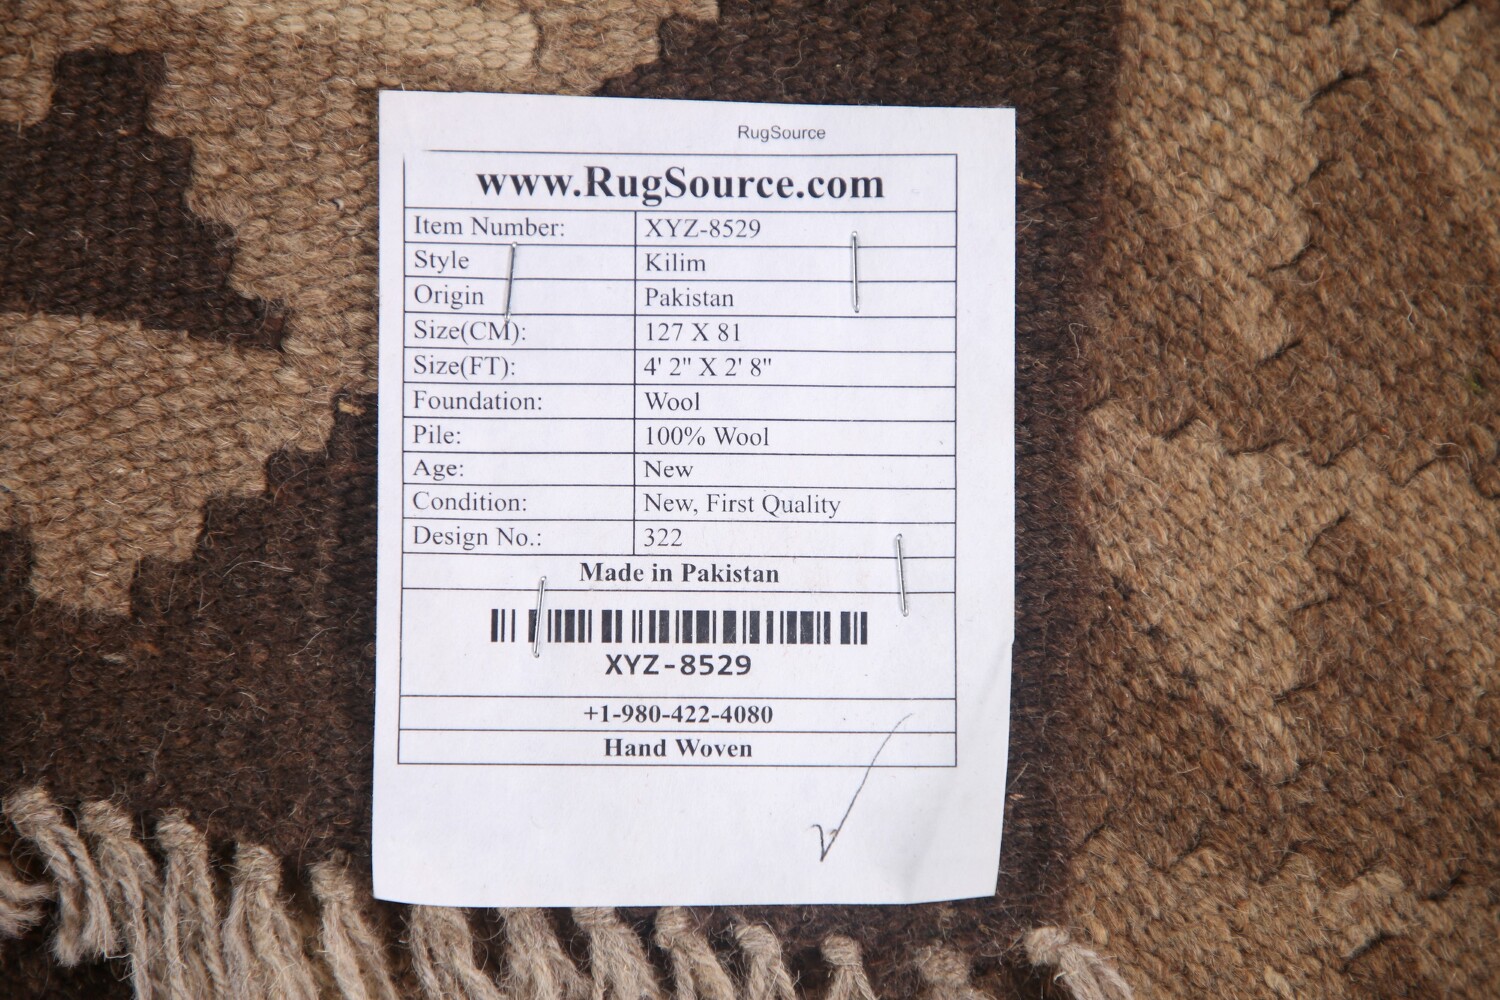 RugSource
www.RugSource.com
Item Number: XYZ-8529
Style Kilim
Origin Pakistan
Size(CM): 127 X 81
Size(FT): 4' 2" X 2' 8"
Foundation: Wool
Pile: 100% Wool
Age: New
Condition: New, First Quality
Design No.: 322
Made in Pakistan
XYZ-8529
+1-980-422-4080
Hand Woven